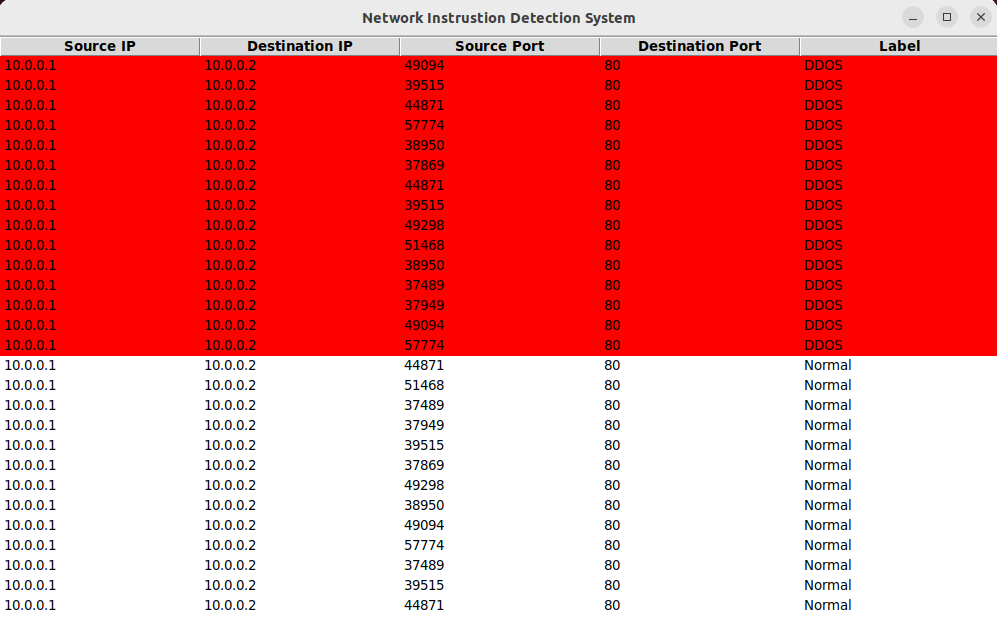 Network Instrustion Detection System
Source IP Destination IP Source Port Destination Port Label
10.0.0.1 10.0.0.2 49094 80 DDOS
10.0.0.1 10.0.0.2 39515 80 DDOS
10.0.0.1 10.0.0.2 44871 80 DDOS
10.0.0.1 10.0.0.2 57774 80 DDOS
10.0.0.1 10.0.0.2 38950 80 DDOS
10.0.0.1 10.0.0.2 37869 80 DDOS
10.0.0.1 10.0.0.2 44871 80 DDOS
10.0.0.1 10.0.0.2 39515 80 DDOS
10.0.0.1 10.0.0.2 49298 80 DDOS
10.0.0.1 10.0.0.2 51468 80 DDOS
10.0.0.1 10.0.0.2 38950 80 DDOS
10.0.0.1 10.0.0.2 37489 80 DDOS
10.0.0.1 10.0.0.2 37949 80 DDOS
10.0.0.1 10.0.0.2 49094 80 DDOS
10.0.0.1 10.0.0.2 57774 80 DDOS
10.0.0.1 10.0.0.2 44871 80 Normal
10.0.0.1 10.0.0.2 51468 80 Normal
10.0.0.1 10.0.0.2 37489 80 Normal
10.0.0.1 10.0.0.2 37949 80 Normal
10.0.0.1 10.0.0.2 39515 80 Normal
10.0.0.1 10.0.0.2 37869 80 Normal
10.0.0.1 10.0.0.2 49298 80 Normal
10.0.0.1 10.0.0.2 38950 80 Normal
10.0.0.1 10.0.0.2 49094 80 Normal
10.0.0.1 10.0.0.2 57774 80 Normal
10.0.0.1 10.0.0.2 37489 80 Normal
10.0.0.1 10.0.0.2 39515 80 Normal
10.0.0.1 10.0.0.2 44871 80 Normal